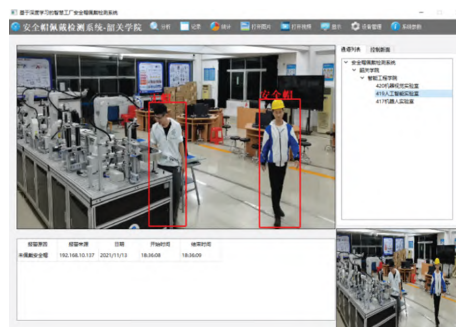 基于深度学习的智慧工厂安全帽佩戴检测系统
安全帽佩戴检测系统-韶关学院 分析 记录 统计 打开图片 打开视频 显示 设备管理 系统参数
通道列表 控制面板
安全帽佩戴检测系统
韶关学院
智能工程学院
420机器视觉实验室
419人工智能实验室
417机器人实验室
安全帽
报警原因 报警来源 日期 开始时间 结束时间
未佩戴安全帽 192.168.10.137 2021/11/13 18:36:08 18:36:09